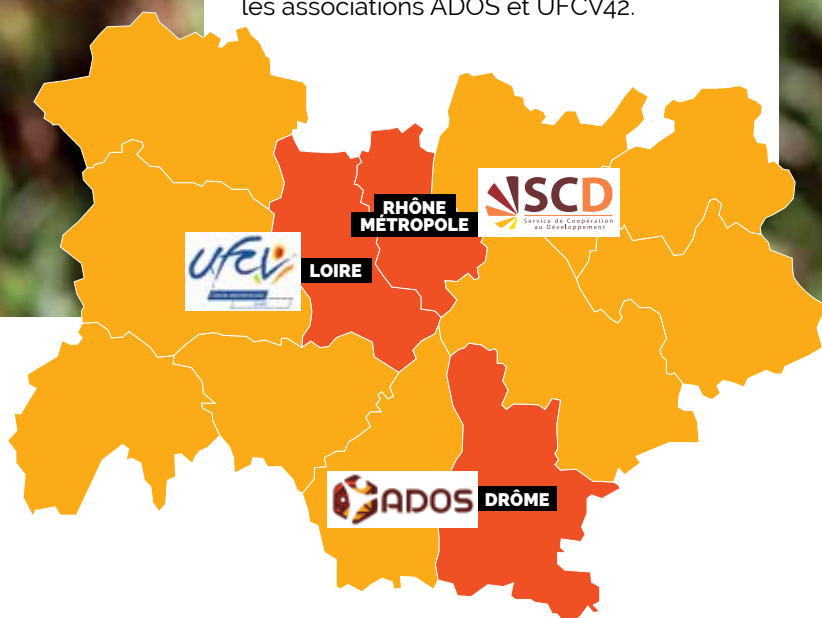 les associations ADOS et UFCV42.
SCD
Service de Coopération
au Développement
RHÔNE
MÉTROPOLE
ufcv
LOIRE
ADOS
DRÔME